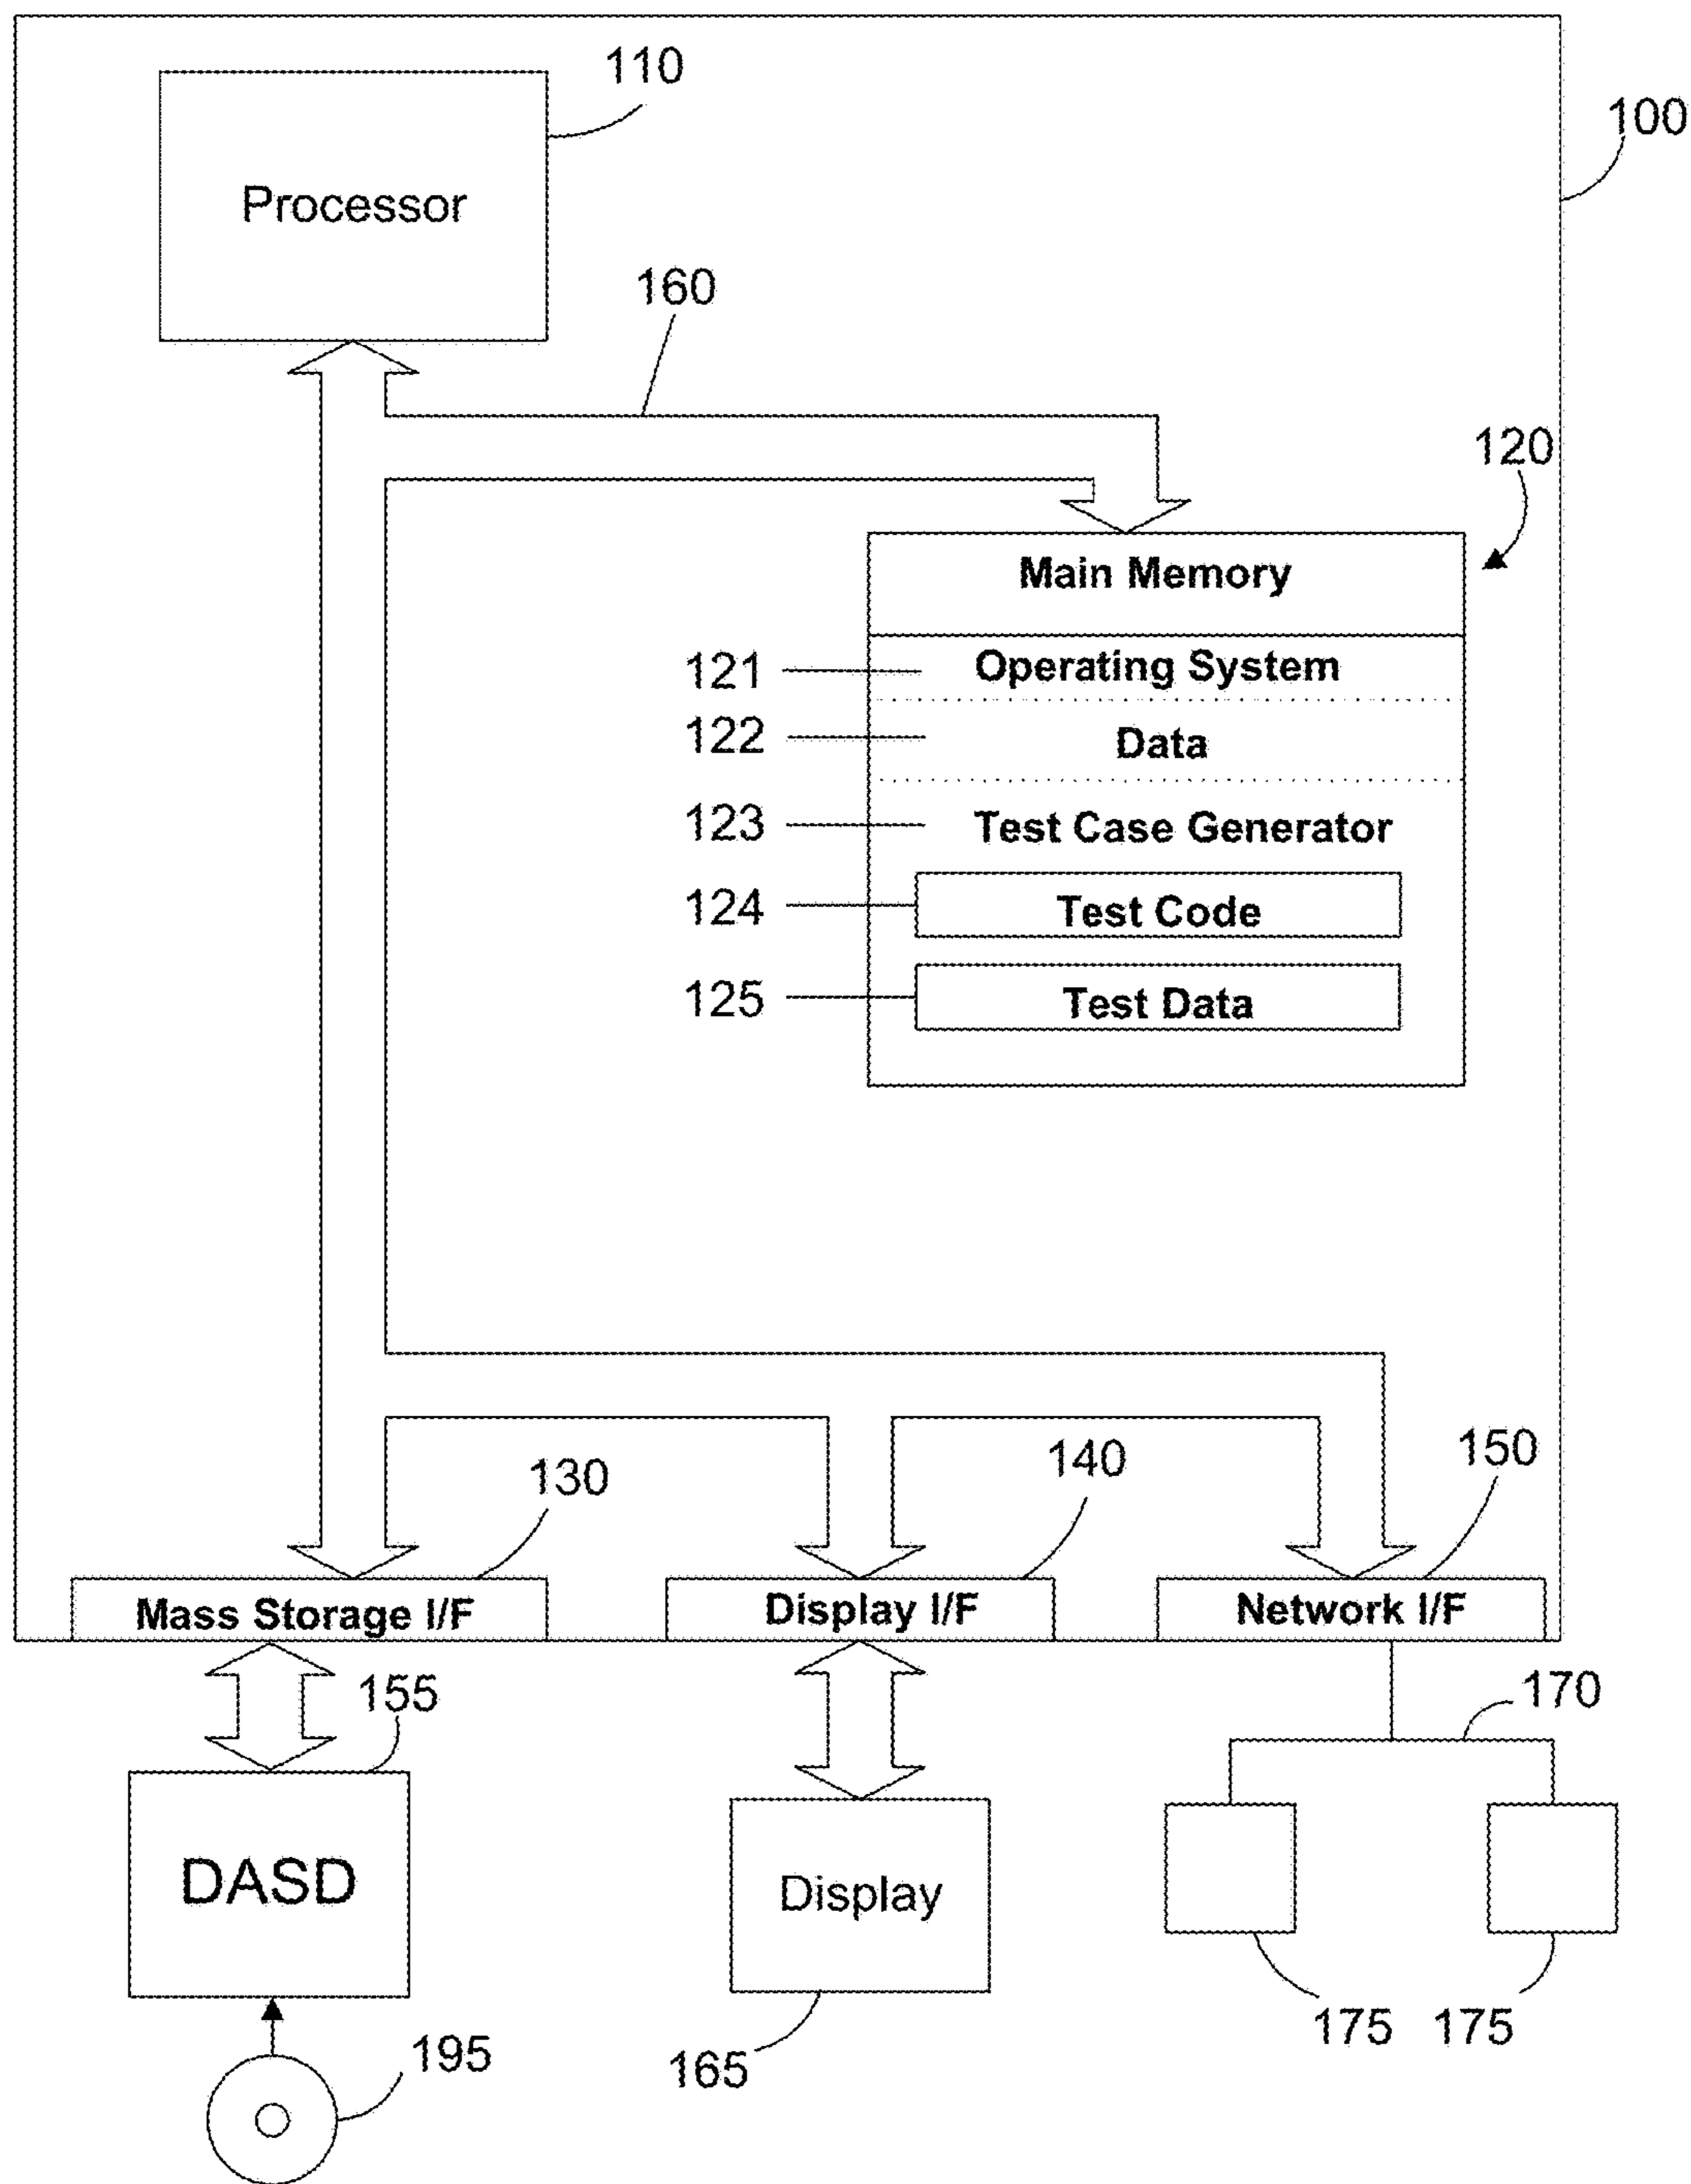 110
100
Processor
160
120
Main Memory
121 Operating System
122 Data
123 Test Case Generator
124 Test Code
125 Test Data
130
140
150
Mass Storage I/F
Display I/F
Network I/F
155
170
DASD
Display
175 175
195
165